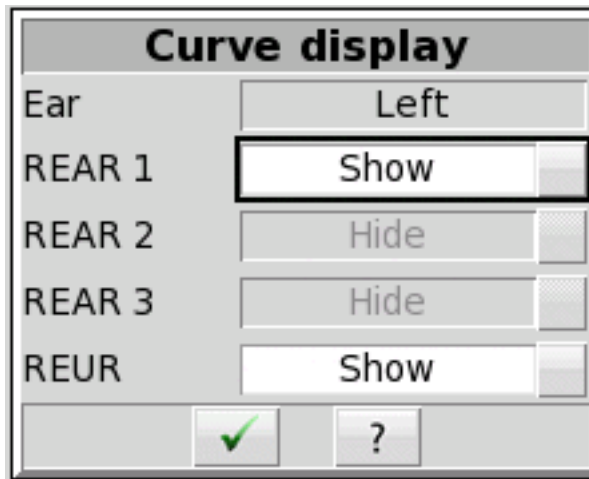 Curve display
Ear Left
REAR 1 Show
REAR 2 Hide
REAR 3 Hide
REUR Show
?